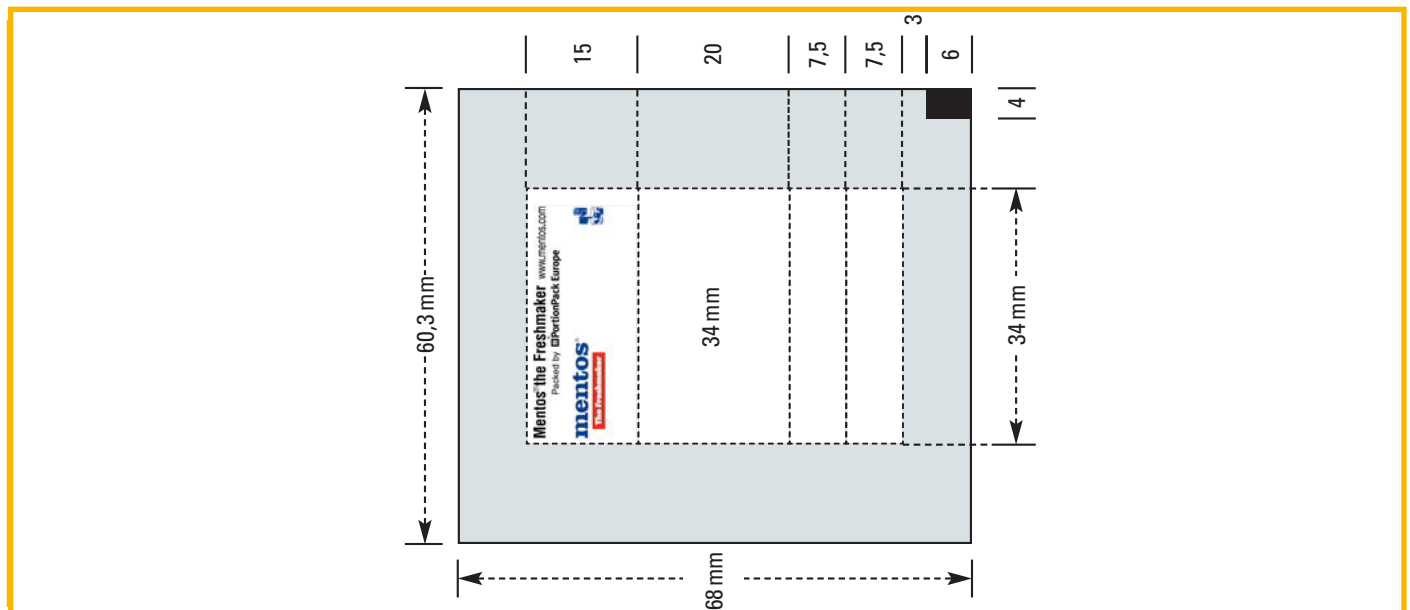 15
20
7,5
7,5
3
6
4
60,3 mm
Mentos® the Freshmaker www.mentos.com
Packed by PortionPack Europe
mentos®
The Freshmaker
34 mm
34 mm
68 mm